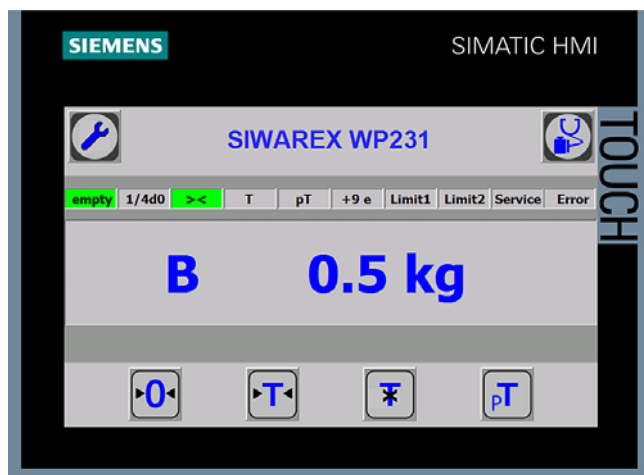 SIEMENS SIMATIC HMI
SIWAREX WP231
TOUCH
empty 1/4d0 >< T pT +9 e Limit1 Limit2 Service Error
B 0.5 kg
0 T T pT